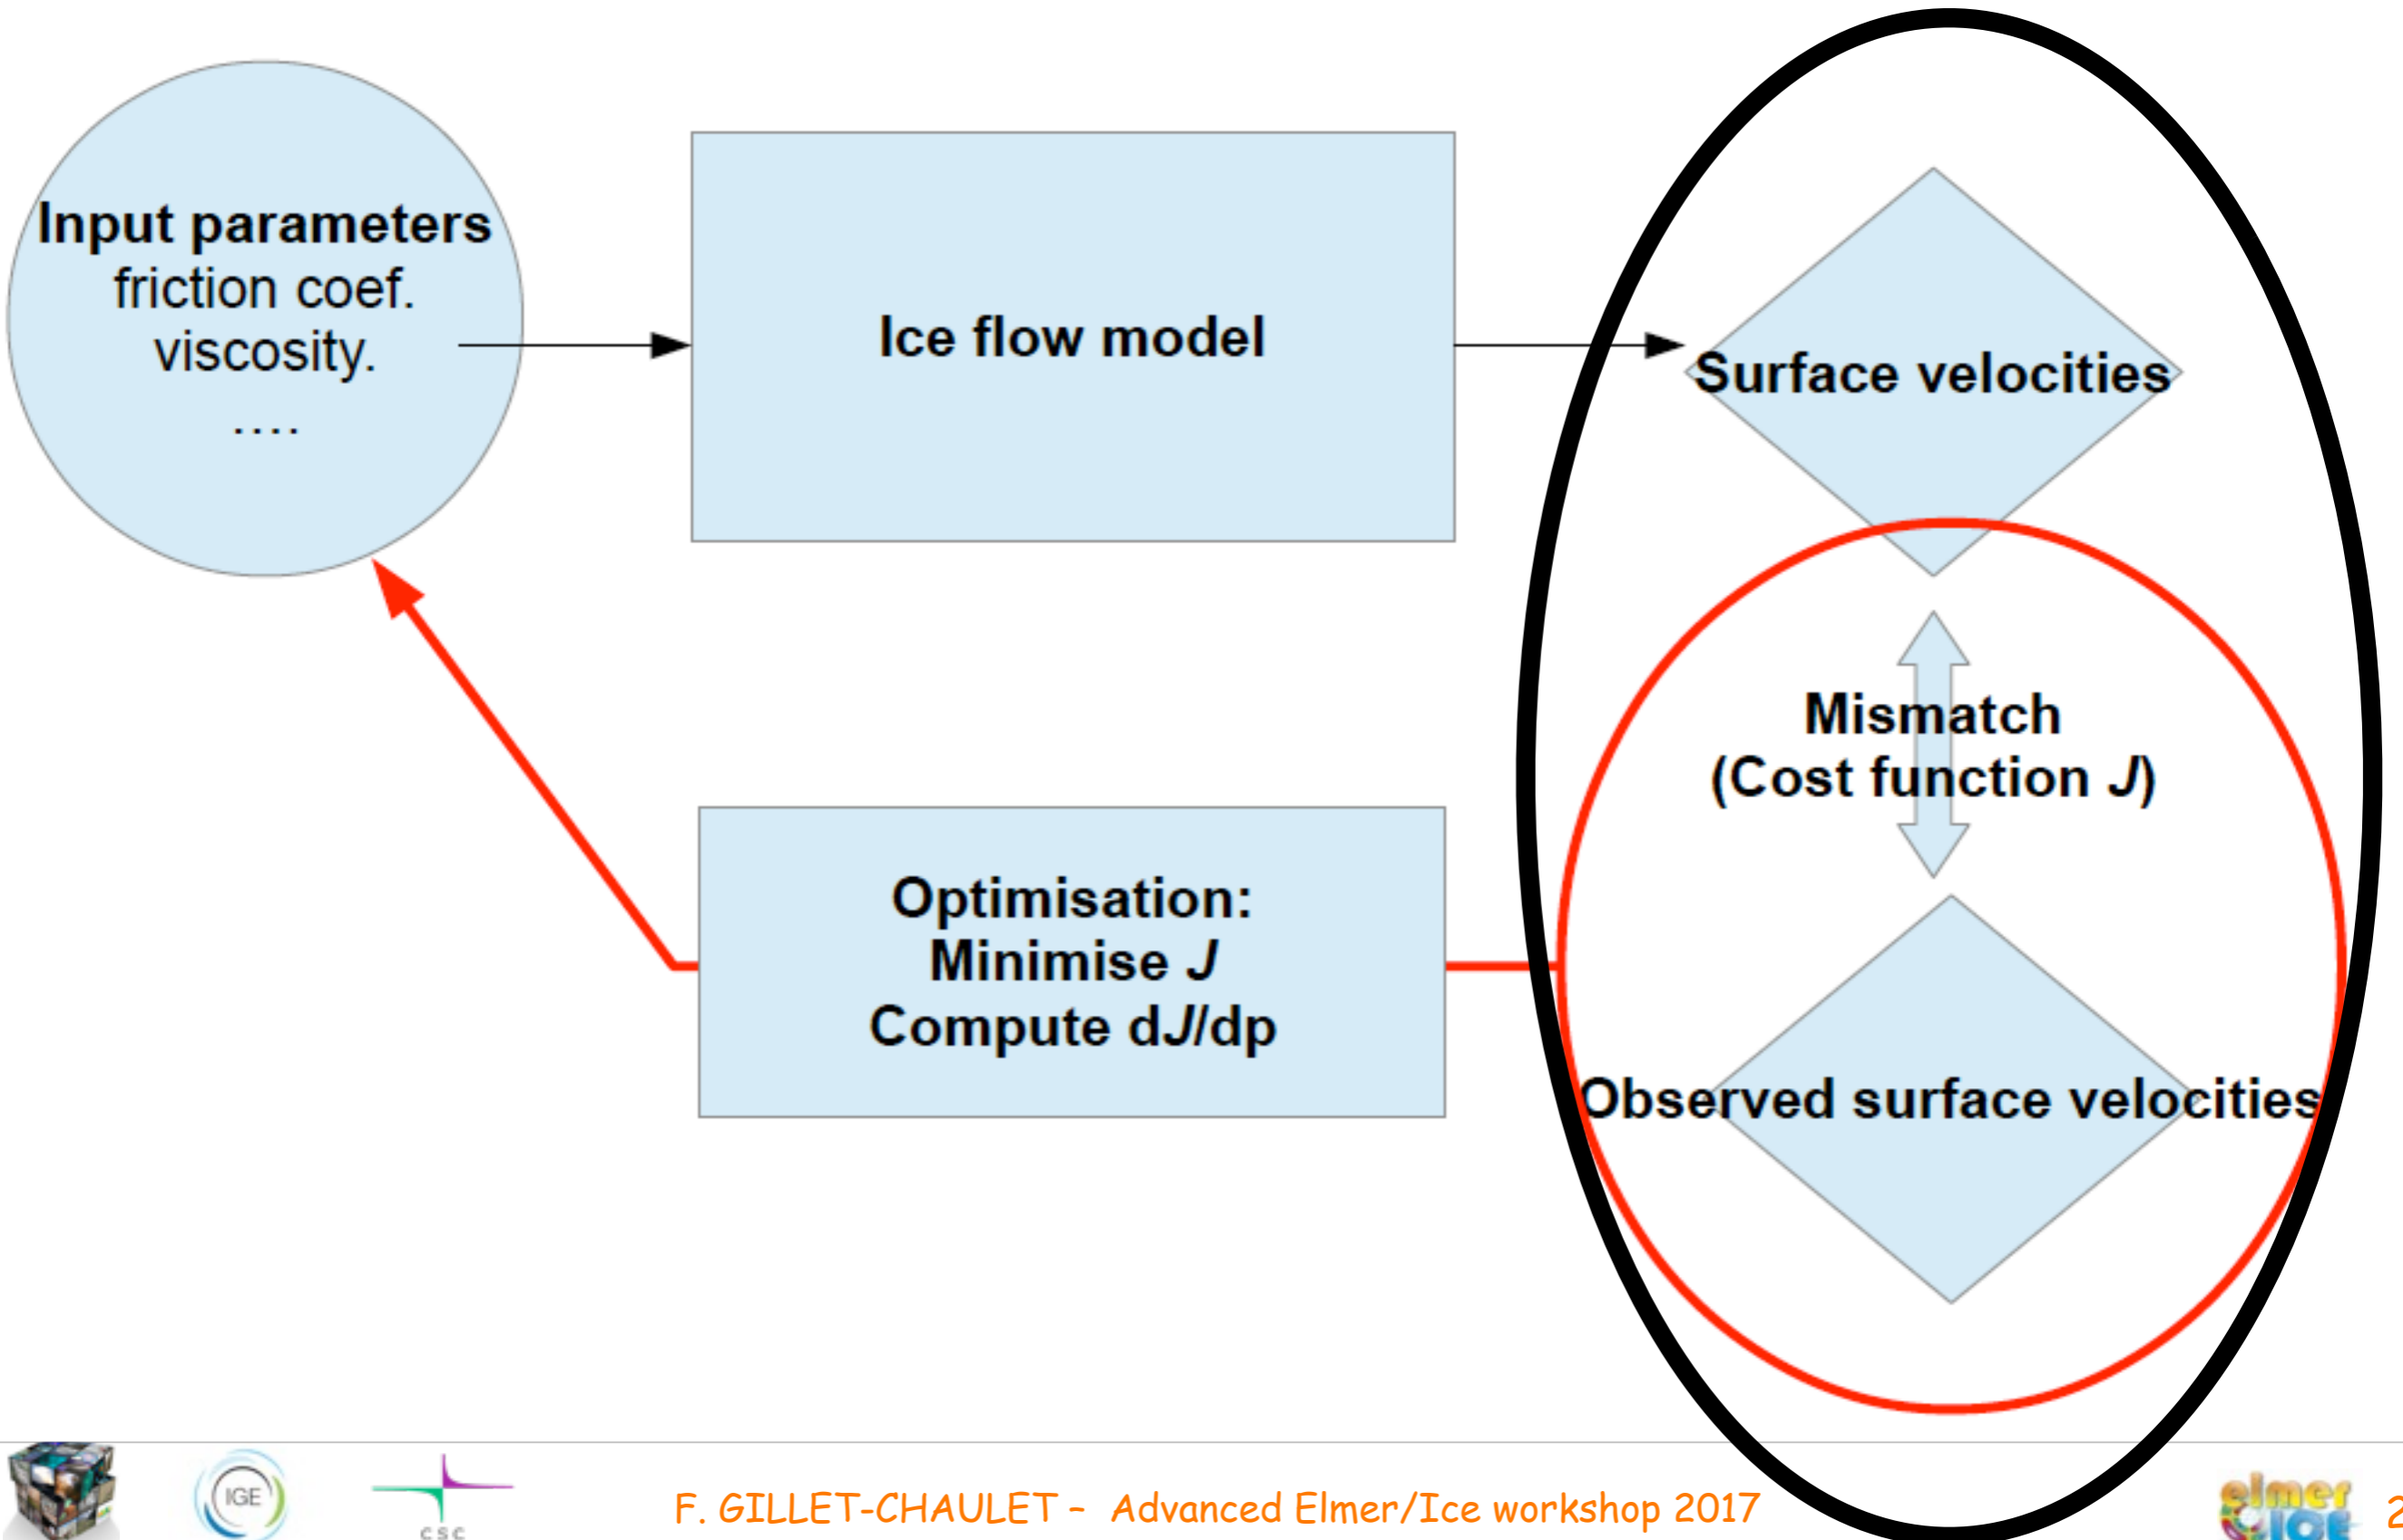 Input parameters
friction coef.
viscosity.
....
Ice flow model
Surface velocities
Mismatch
(Cost function J)
Optimisation:
Minimise J
Compute dJ/dp
Observed surface velocities
IGE
csc
F. GILLET-CHAULET - Advanced Elmer/Ice workshop 2017
elmer
ICE
2